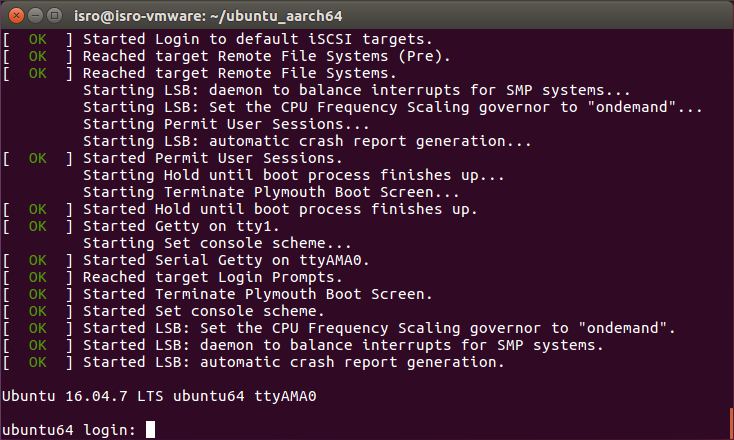 isro@isro-vmware: ~/ubuntu_aarch64
[  OK  ] Started Login to default iSCSI targets.
[  OK  ] Reached target Remote File Systems (Pre).
[  OK  ] Reached target Remote File Systems.
         Starting LSB: daemon to balance interrupts for SMP systems...
         Starting LSB: Set the CPU Frequency Scaling governor to "ondemand"...
         Starting Permit User Sessions...
         Starting LSB: automatic crash report generation...
[  OK  ] Started Permit User Sessions.
         Starting Hold until boot process finishes up...
         Starting Terminate Plymouth Boot Screen...
[  OK  ] Started Hold until boot process finishes up.
[  OK  ] Started Getty on tty1.
         Starting Set console scheme...
[  OK  ] Started Serial Getty on ttyAMA0.
[  OK  ] Reached target Login Prompts.
[  OK  ] Started Terminate Plymouth Boot Screen.
[  OK  ] Started Set console scheme.
[  OK  ] Started LSB: Set the CPU Frequency Scaling governor to "ondemand".
[  OK  ] Started LSB: daemon to balance interrupts for SMP systems.
[  OK  ] Started LSB: automatic crash report generation.
Ubuntu 16.04.7 LTS ubuntu64 ttyAMA0
ubuntu64 login: